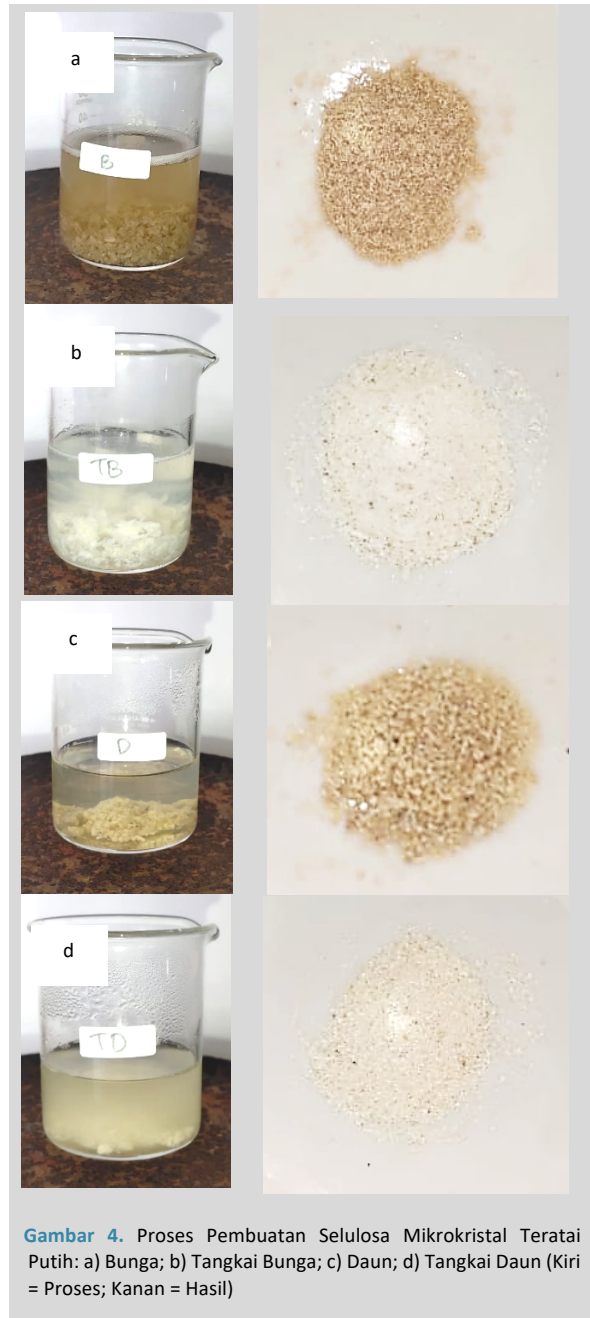 a
B
b
TB
c
D
d
TD
Gambar 4. Proses Pembuatan Selulosa Mikrokristal Teratai
Putih: a) Bunga; b) Tangkai Bunga; c) Daun; d) Tangkai Daun (Kiri
= Proses; Kanan = Hasil)